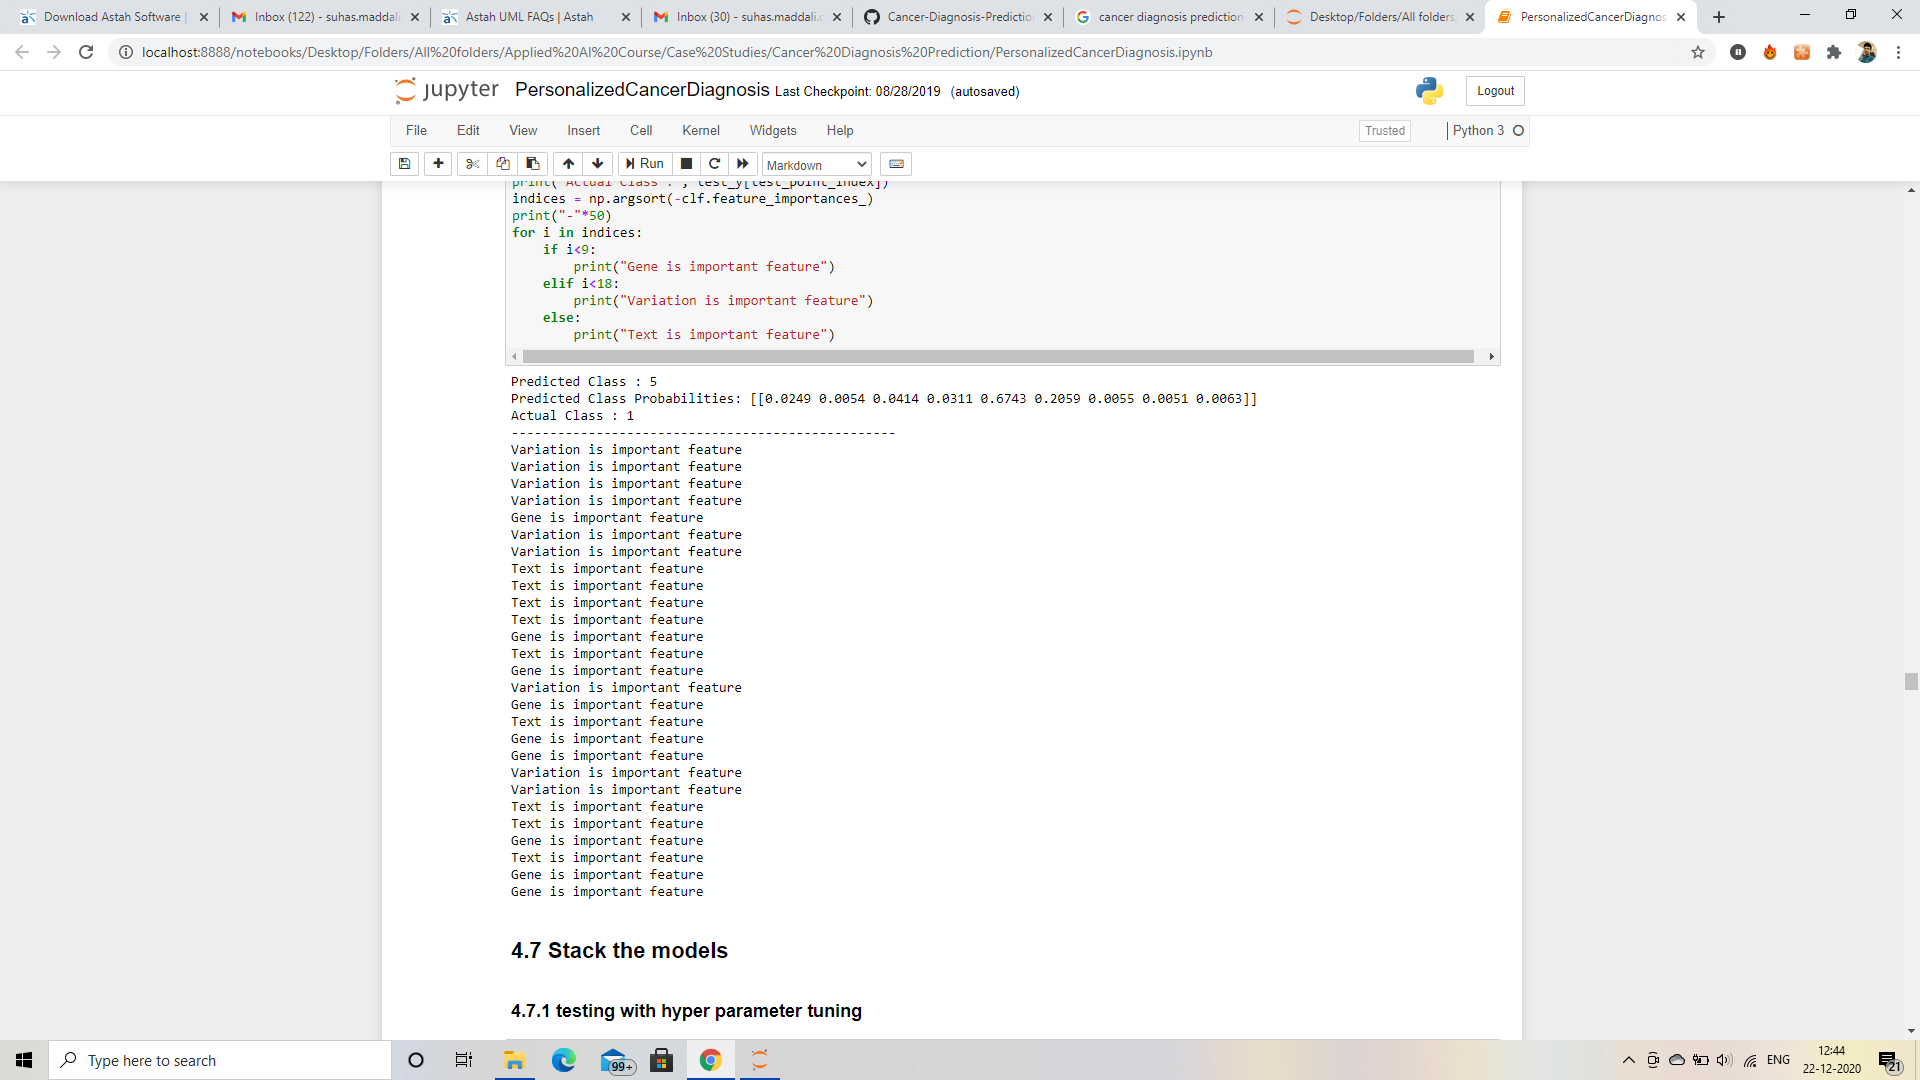 Download Astah Software
Inbox (122) - suhas.maddali
Astah UML FAQs | Astah
Inbox (30) - suhas.maddali.c
Cancer-Diagnosis-Predictio
cancer diagnosis prediction
Desktop/Folders/All folders
PersonalizedCancerDiagnos
localhost:8888/notebooks/Desktop/Folders/All%20folders/Applied%20AI%20Course/Case%20Studies/Cancer%20Diagnosis%20Prediction/PersonalizedCancerDiagnosis.ipynb
jupyter PersonalizedCancerDiagnosis Last Checkpoint: 08/28/2019 (autosaved)
Logout
File Edit View Insert Cell Kernel Widgets Help
Trusted
Python 3
Run
Markdown
print("Actual Class :", test_y[test_point_index])
indices = np.argsort(-clf.feature_importances_)
print("-"*50)
for i in indices:
    if i<9:
        print("Gene is important feature")
    elif i<18:
        print("Variation is important feature")
    else:
        print("Text is important feature")
Predicted Class : 5
Predicted Class Probabilities: [[0.0249 0.0054 0.0414 0.0311 0.6743 0.2059 0.0055 0.0051 0.0063]]
Actual Class : 1
--------------------------------------------------
Variation is important feature
Variation is important feature
Variation is important feature
Variation is important feature
Gene is important feature
Variation is important feature
Variation is important feature
Text is important feature
Text is important feature
Text is important feature
Text is important feature
Gene is important feature
Text is important feature
Gene is important feature
Variation is important feature
Gene is important feature
Text is important feature
Gene is important feature
Gene is important feature
Variation is important feature
Variation is important feature
Text is important feature
Text is important feature
Gene is important feature
Text is important feature
Gene is important feature
Gene is important feature
4.7 Stack the models
4.7.1 testing with hyper parameter tuning
Type here to search
99+
ENG
12:44
22-12-2020
21